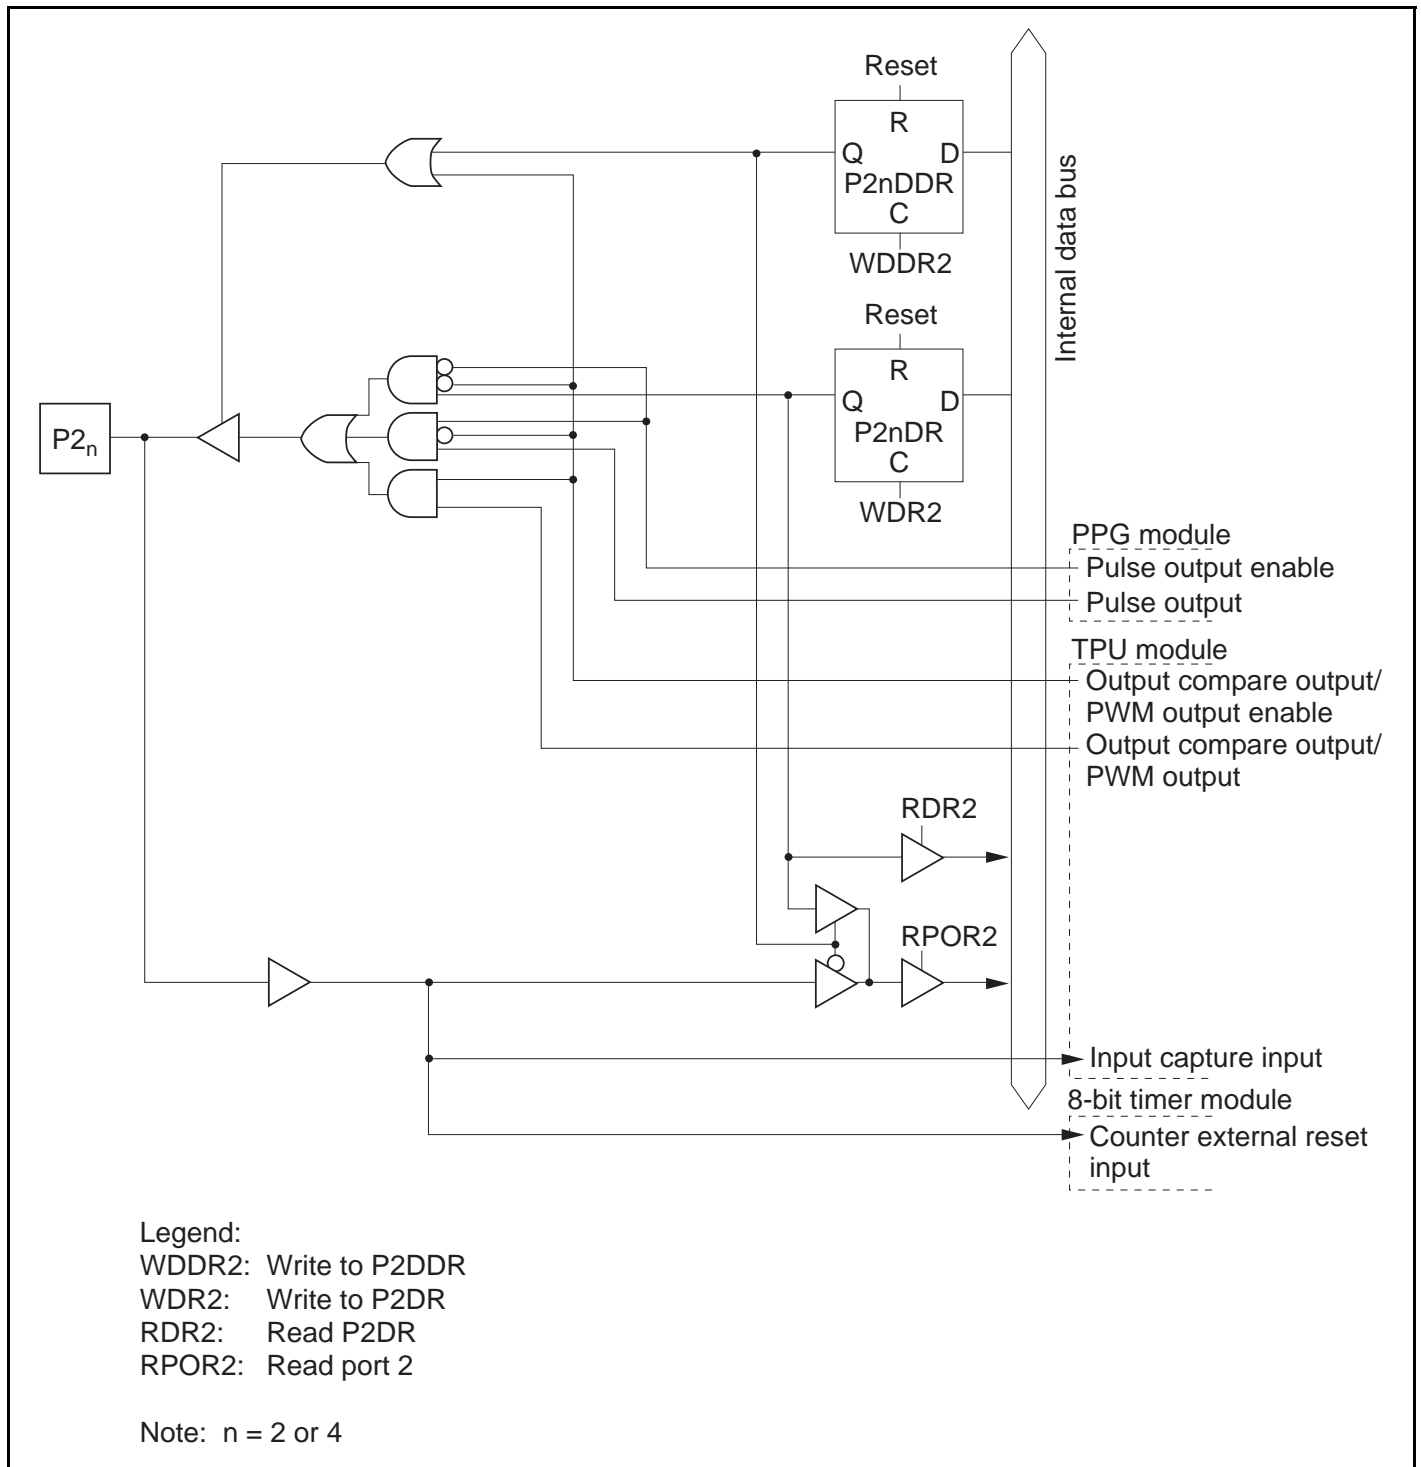 Reset
R
Q D
P2nDDR
C
WDDR2
Internal data bus
Reset
R
Q D
P2nDR
C
WDR2
P2n
PPG module
Pulse output enable
Pulse output
TPU module
Output compare output/
PWM output enable
Output compare output/
PWM output
RDR2
RPOR2
Input capture input
8-bit timer module
Counter external reset
input
Legend:
WDDR2: Write to P2DDR
WDR2: Write to P2DR
RDR2: Read P2DR
RPOR2: Read port 2
Note: n = 2 or 4